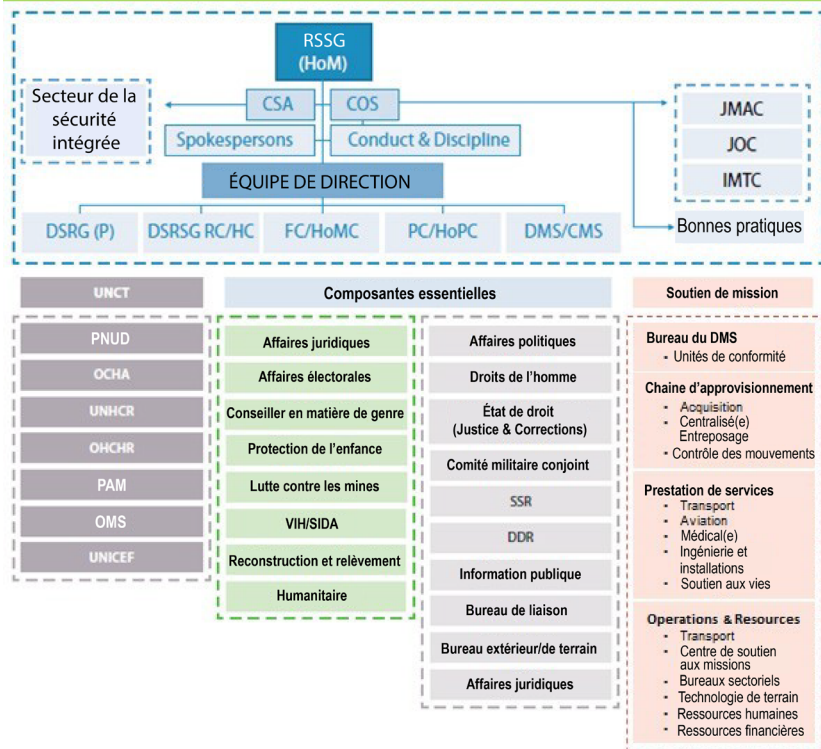 RSSG
(HoM)
Secteur de la
sécurité
intégrée
CSA
COS
Spokespersons
Conduct & Discipline
ÉQUIPE DE DIRECTION
DSRG (P)
DSRSG RC/HC
FC/HoMC
PC/HoPC
DMS/CMS
JMAC
JOC
IMTC
Bonnes pratiques
UNCT
PNUD
OCHA
UNHCR
OHCHR
PAM
OMS
UNICEF
Composantes essentielles
Affaires juridiques
Affaires électorales
Conseiller en matière de genre
Protection de l'enfance
Lutte contre les mines
VIH/SIDA
Reconstruction et relèvement
Humanitaire
Affaires politiques
Droits de l'homme
État de droit
(Justice & Corrections)
Comité militaire conjoint
SSR
DDR
Information publique
Bureau de liaison
Bureau extérieur/de terrain
Affaires juridiques
Soutien de mission
Bureau du DMS
- Unités de conformité
Chaine d'approvisionnement
- Acquisition
- Centralisé(e)
Entreposage
- Contrôle des mouvements
Prestation de services
- Transport
- Aviation
- Médical(e)
- Ingénierie et
installations
- Soutien aux vies
Operations & Resources
- Transport
- Centre de soutien
aux missions
- Bureaux sectoriels
- Technologie de terrain
- Ressources humaines
- Ressources financières